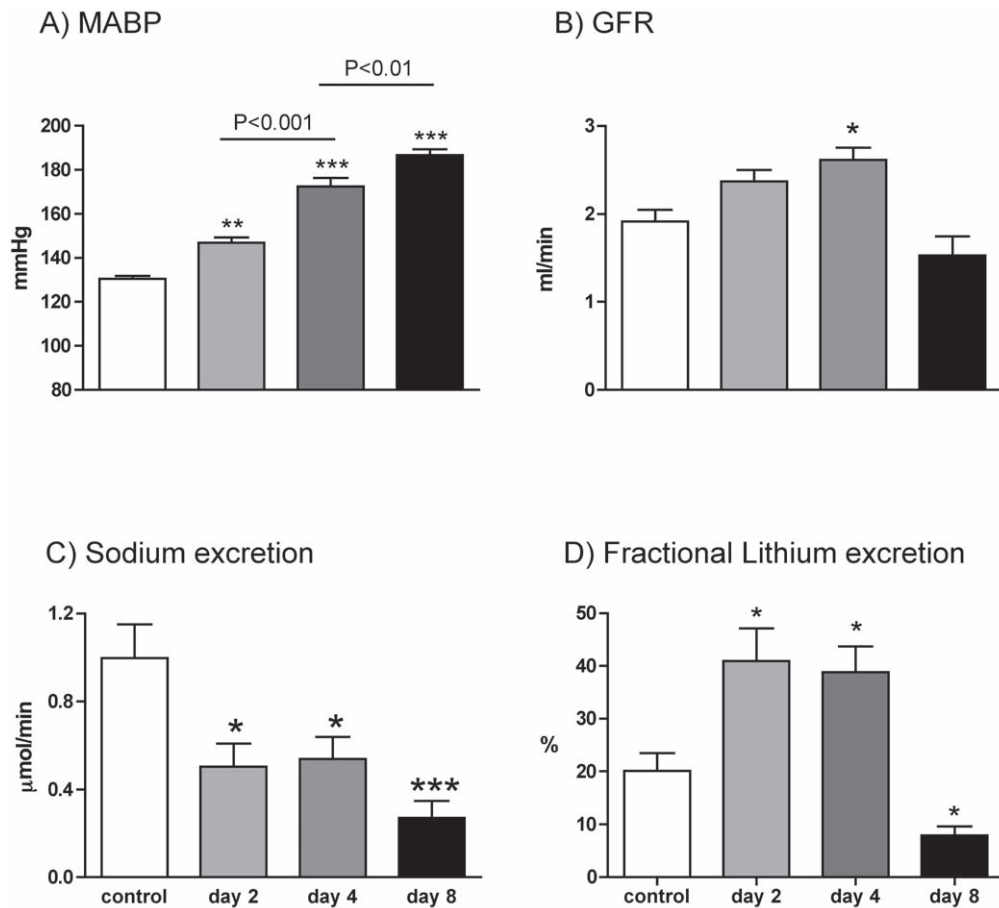 A) MABP
P<0.01
P<0.001
200
180
160
140
120
100
80
mmHg
**
***
***
B) GFR
3
2
1
0
ml/min
*
C) Sodium excretion
1.2
0.8
0.4
0.0
µmol/min
*
*
***
control day 2 day 4 day 8
D) Fractional Lithium excretion
50
40
30
20
10
0
%
*
*
*
control day 2 day 4 day 8